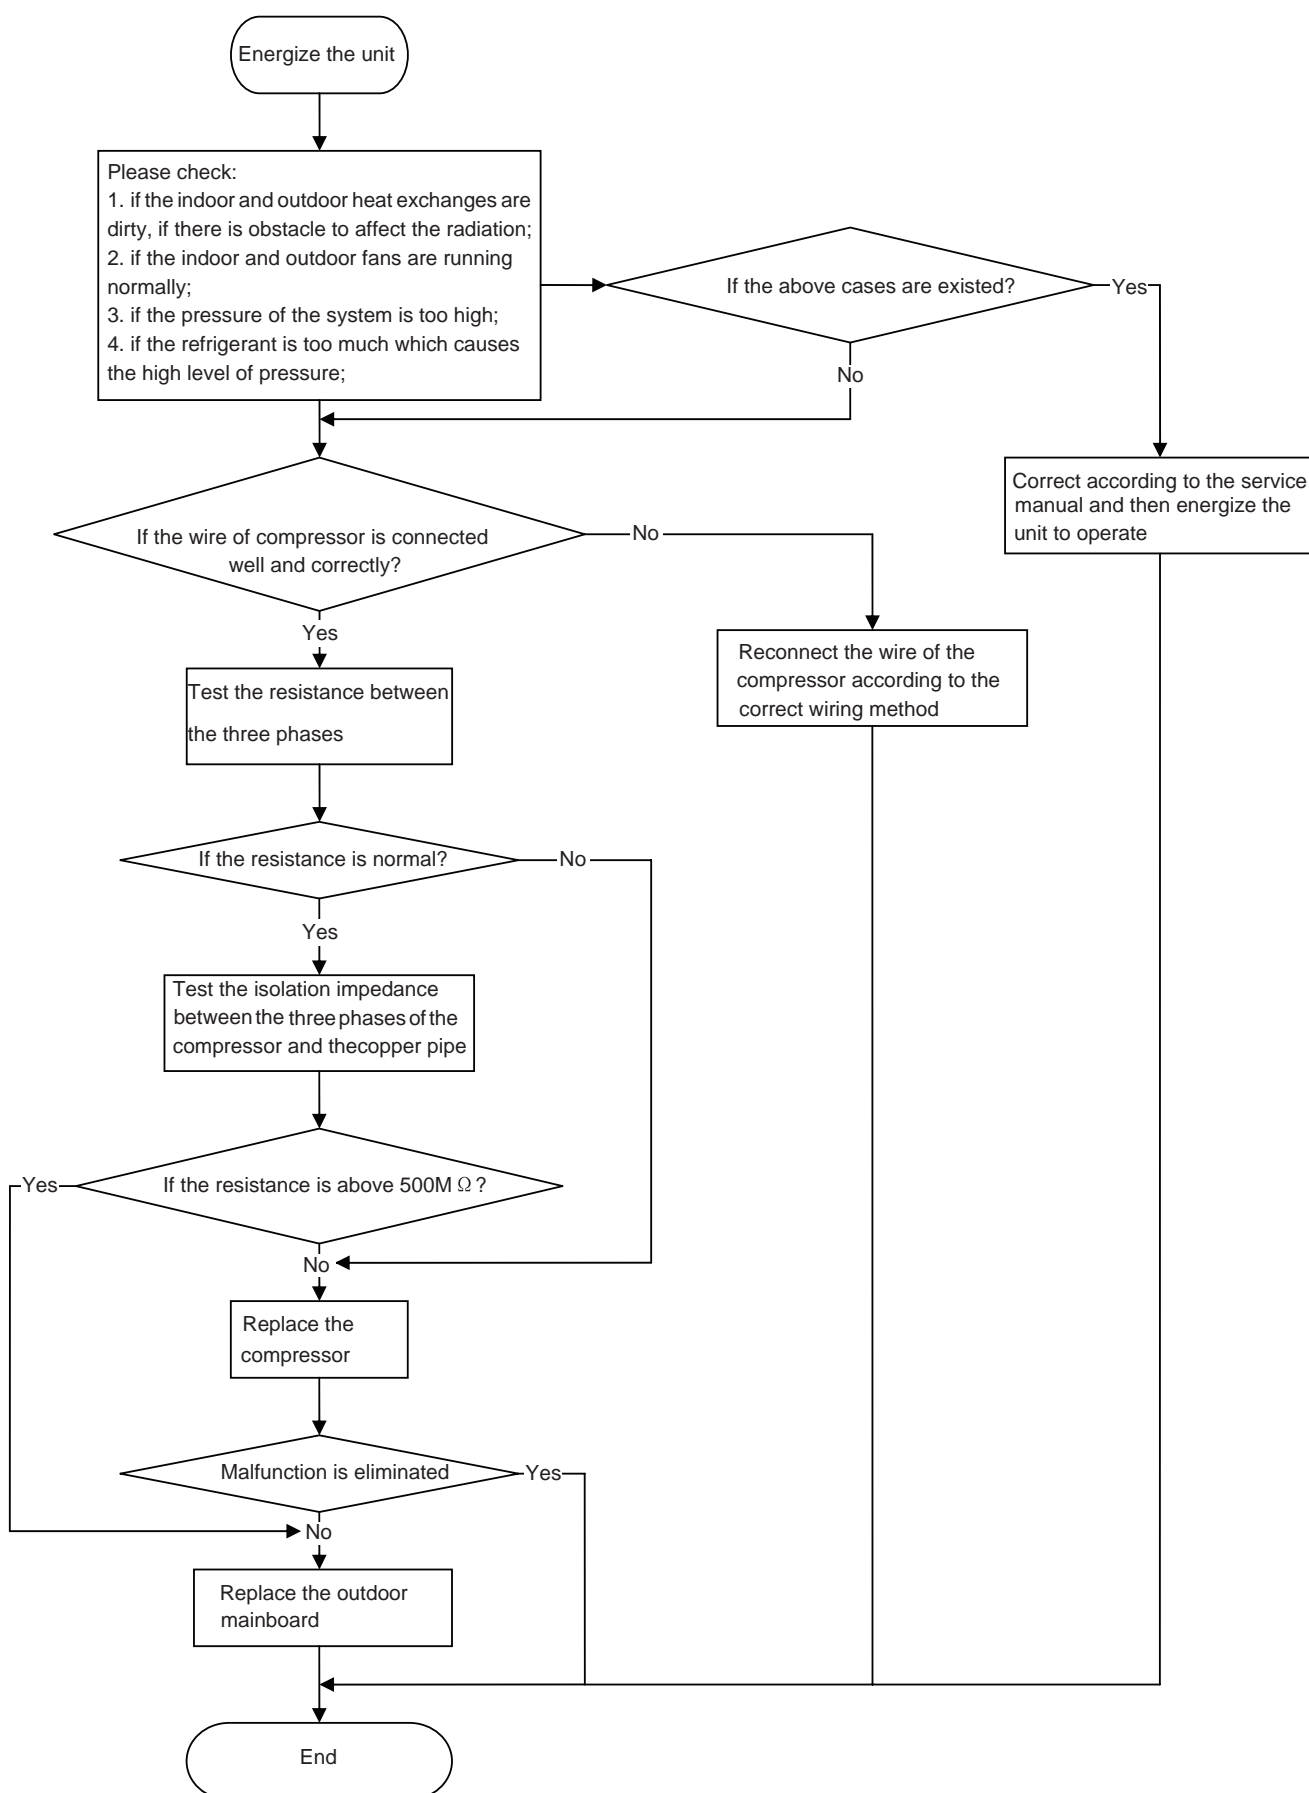 Energize the unit
Please check:
1. if the indoor and outdoor heat exchanges are
dirty, if there is obstacle to affect the radiation;
2. if the indoor and outdoor fans are running
normally;
3. if the pressure of the system is too high;
4. if the refrigerant is too much which causes
the high level of pressure;
If the above cases are existed?
Yes
No
Correct according to the service
manual and then energize the
unit to operate
If the wire of compressor is connected
well and correctly?
No
Yes
Reconnect the wire of the
compressor according to the
correct wiring method
Test the resistance between
the three phases
If the resistance is normal?
No
Yes
Test the isolation impedance
between the three phases of the
compressor and thecopper pipe
Yes
If the resistance is above 500M Ω ?
No
Replace the
compressor
Malfunction is eliminated
Yes
No
Replace the outdoor
mainboard
End